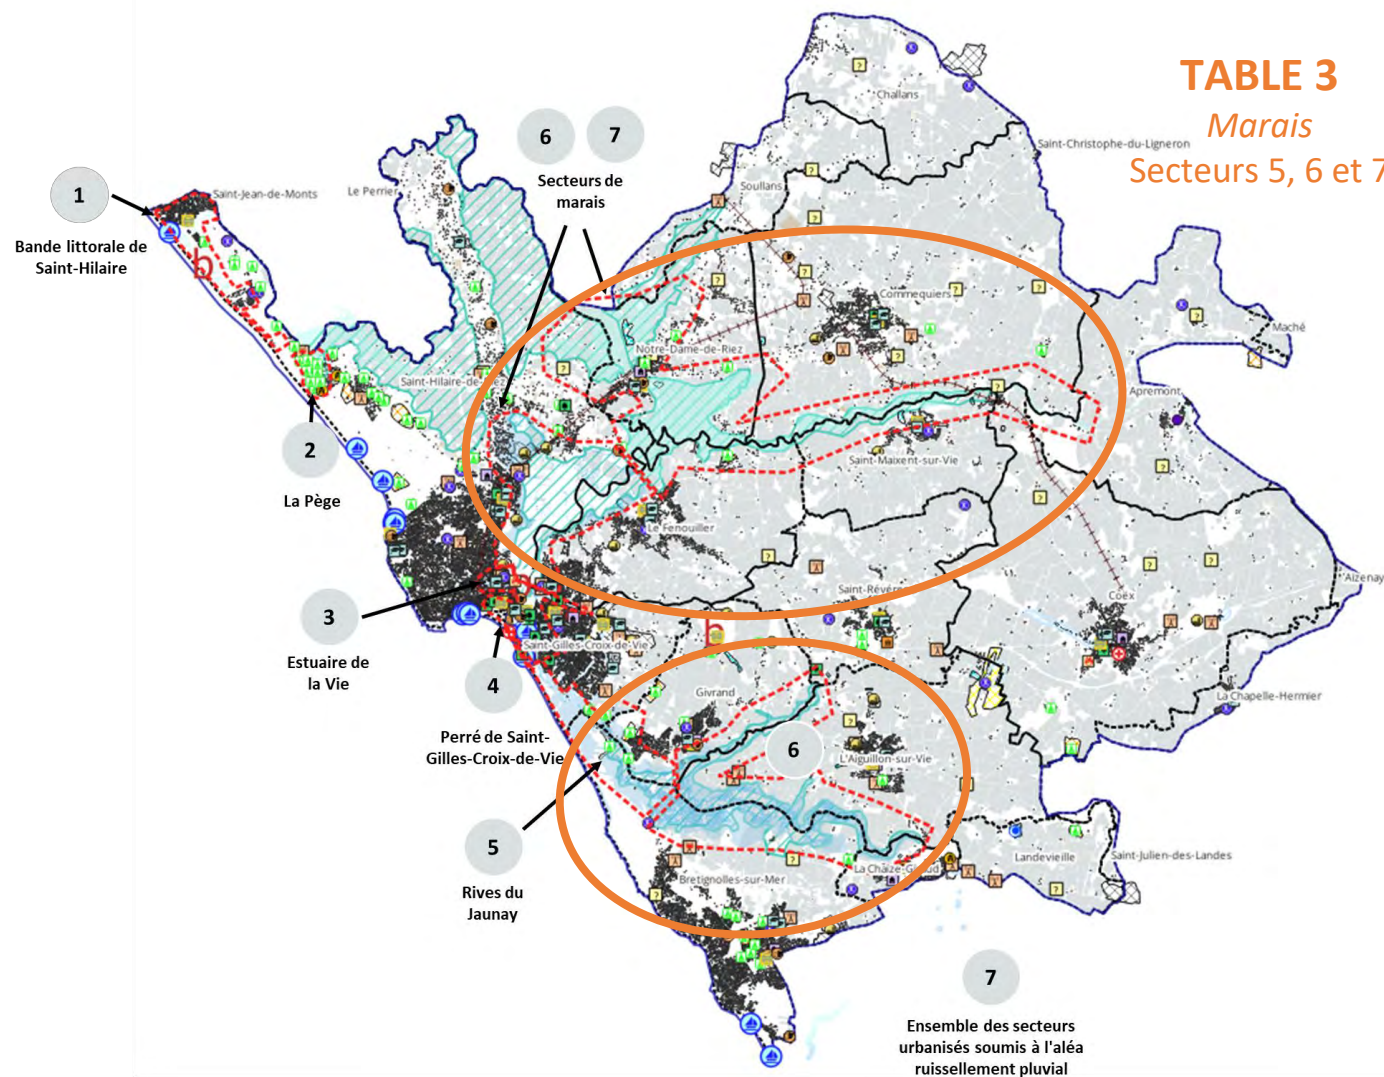 TABLE 3
Marais
Secteurs 5, 6 et 7
Challans
Saint-Christophe-du-Ligneron
6
7
Secteurs de
marais
Soullans
Le Perrier
1
Saint-Jean-de-Monts
Bande littorale de
Saint-Hilaire
b
Commequiers
Maché
Notre-Dame-de-Riez
Saint-Hilaire-de-Riez
Apremont
2
La Pège
Saint-Maixent-sur-Vie
Le Fenouiller
Aizenay
Saint-Révérend
Coëx
3
Estuaire de
la Vie
b
Saint-Gilles-Croix-de-Vie
4
Givrand
La Chapelle-Hermier
Perré de Saint-
Gilles-Croix-de-Vie
6
L'Aiguillon-sur-Vie
5
Rives du
Jaunay
Landevieille
Saint-Julien-des-Landes
La Chaize-Giraud
Bretignolles-sur-Mer
7
Ensemble des secteurs
urbanisés soumis à l'aléa
ruissellement pluvial